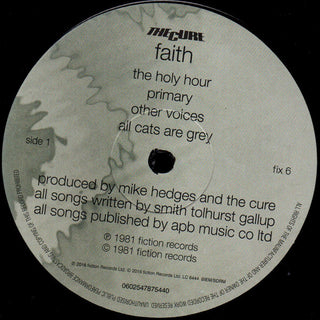 THE CURE
faith
the holy hour
primary
other voices
all cats are grey
side 1
fix 6
produced by mike hedges and the cure
all songs written by smith tolhurst gallup
all songs published by apb music co ltd
℗ 1981 fiction records
© 1981 fiction records
0602547875440